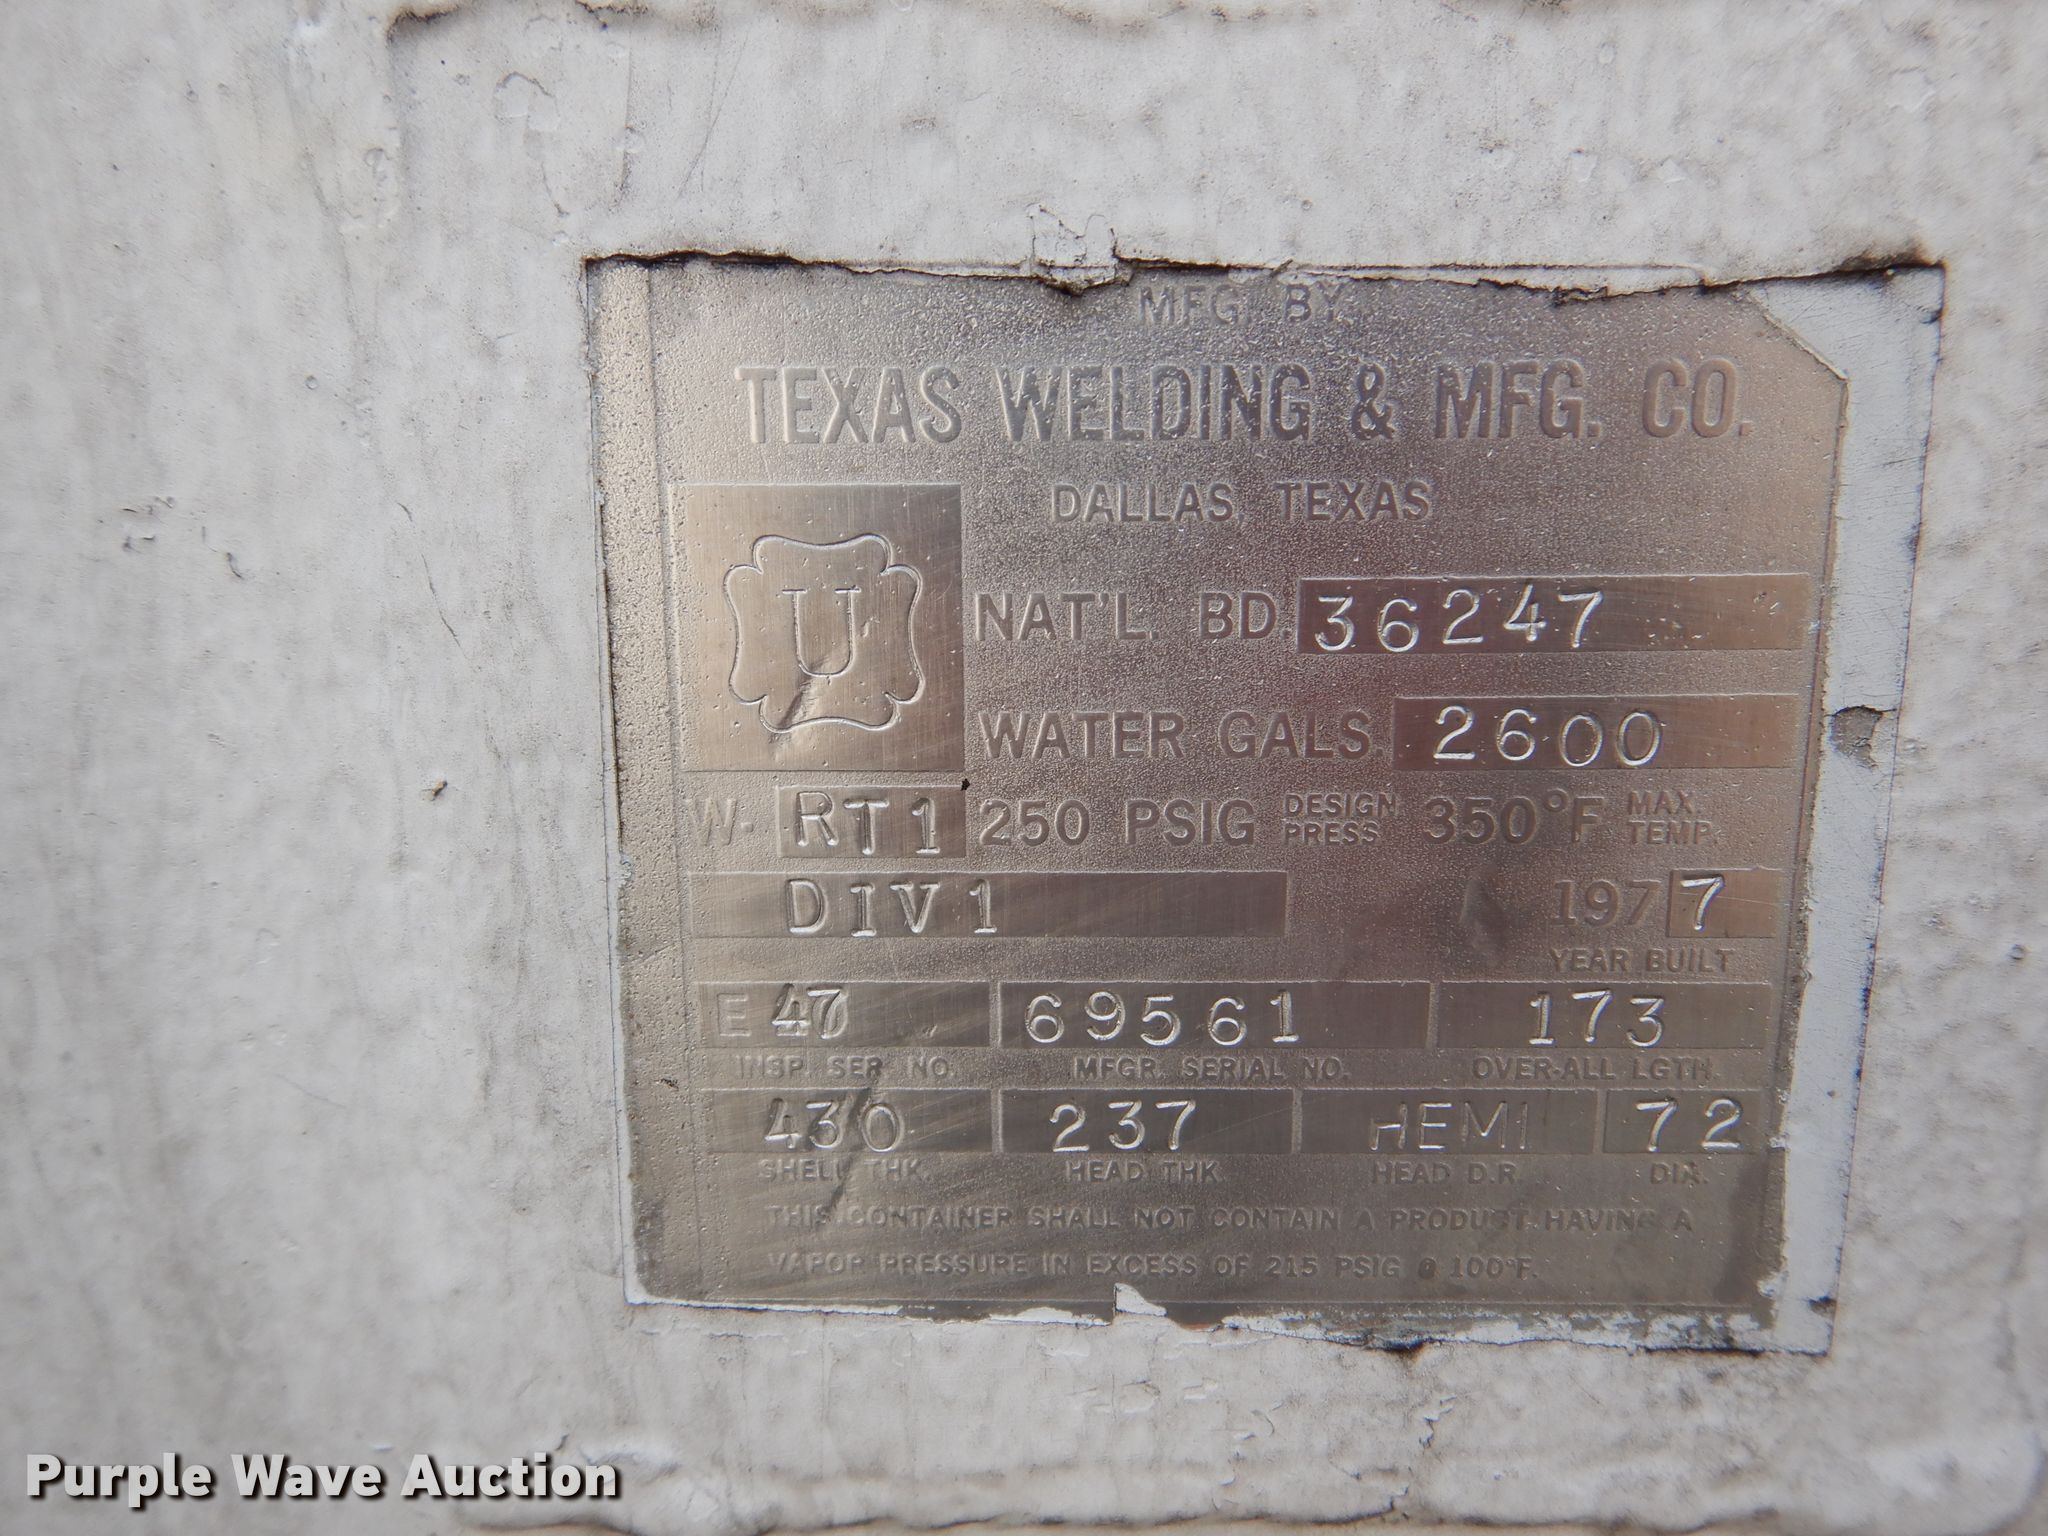 MFG. BY
TEXAS WELDING & MFG. CO.
DALLAS, TEXAS
U
NAT'L. BD. 36247
WATER GALS. 2600
W. RT1 250 PSIG DESIGN PRESS 350°F MAX. TEMP.
DIV 1 1977
YEAR BUILT
E 69561 173
INSP. SER. NO. MFGR. SERIAL NO. OVER-ALL LGTH.
430 237 HEMI 72
SHELL THK. HEAD THK. HEAD D.R. DIA.
THIS CONTAINER SHALL NOT CONTAIN A PRODUCT HAVING A
VAPOR PRESSURE IN EXCESS OF 215 PSIG @ 100°F.
Purple Wave Auction